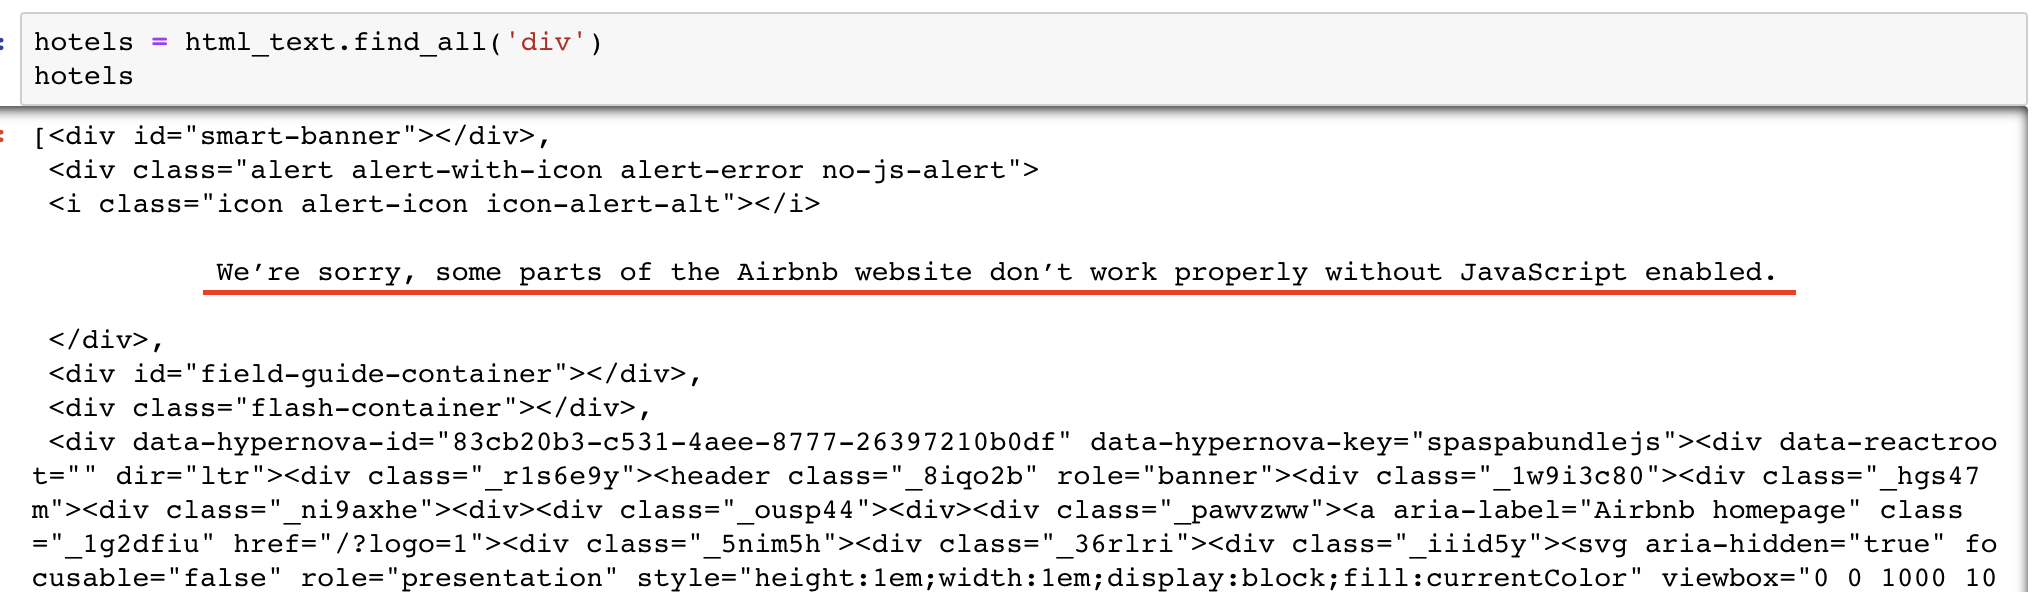 : hotels = html_text.find_all('div')
hotels
: [<div id="smart-banner"></div>,
<div class="alert alert-with-icon alert-error no-js-alert">
<i class="icon alert-icon icon-alert-alt"></i>
We’re sorry, some parts of the Airbnb website don’t work properly without JavaScript enabled.
</div>,
<div id="field-guide-container"></div>,
<div class="flash-container"></div>,
<div data-hypernova-id="83cb20b3-c531-4aee-8777-26397210b0df" data-hypernova-key="spaspabundlejs"><div data-reactroo
t="" dir="ltr"><div class="_r1s6e9y"><header class="_8iqo2b" role="banner"><div class="_1w9i3c80"><div class="_hgs47
m"><div class="_ni9axhe"><div><div class="_ousp44"><div><div class="_pawvzww"><a aria-label="Airbnb homepage" class
="_1g2dfiu" href="/?logo=1"><div class="_5nim5h"><div class="_36rlri"><div class="_iiid5y"><svg aria-hidden="true" fo
cusable="false" role="presentation" style="height:1em;width:1em;display:block;fill:currentColor" viewbox="0 0 1000 10